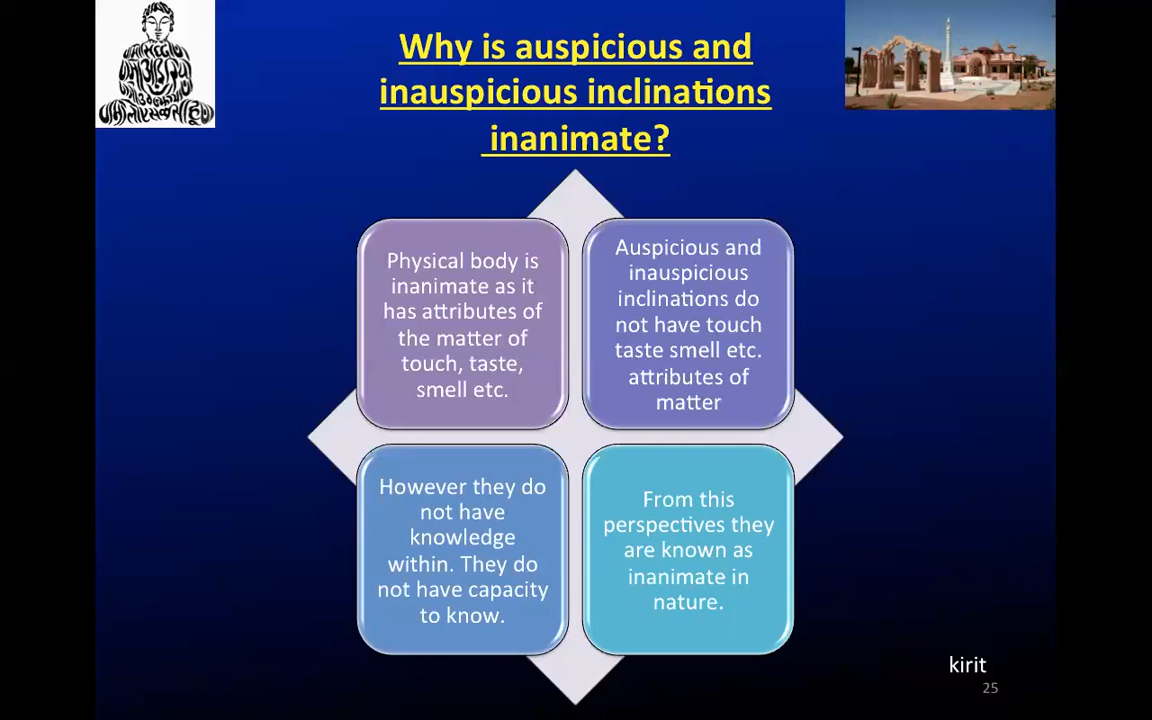 Why is auspicious and
inauspicious inclinations
inanimate?
Physical body is
inanimate as it
has attributes of
the matter of
touch, taste,
smell etc.
Auspicious and
inauspicious
inclinations do
not have touch
taste smell etc.
attributes of
matter
However they do
not have
knowledge
within. They do
not have capacity
to know.
From this
perspectives they
are known as
inanimate in
nature.
kirit
25